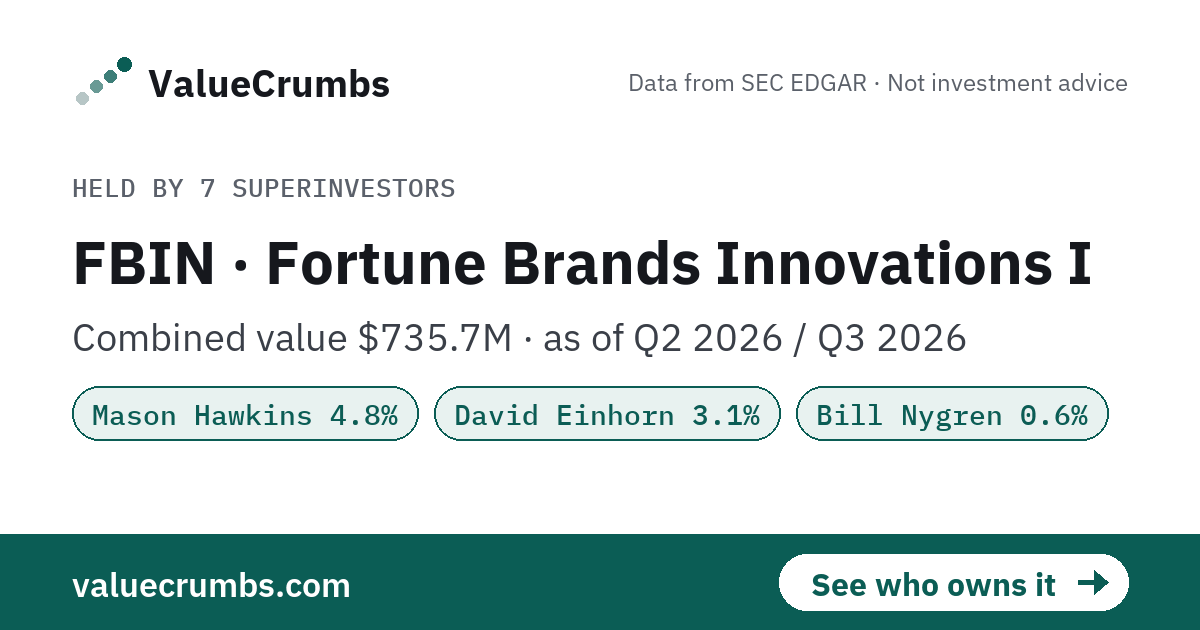 ValueCrumbs
Data from SEC EDGAR · Not investment advice
HELD BY 7 SUPERINVESTORS
FBIN · Fortune Brands Innovations I
Combined value $735.7M · as of Q2 2026 / Q3 2026
Mason Hawkins 4.8%
David Einhorn 3.1%
Bill Nygren 0.6%
valuecrumbs.com
See who owns it →